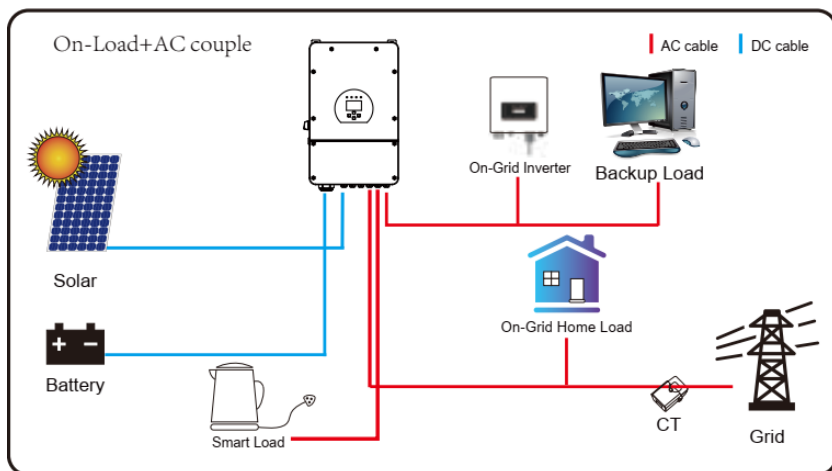 On-Load+AC couple
AC cable
DC cable
On-Grid Inverter
Backup Load
Solar
On-Grid Home Load
Battery
Smart Load
CT
Grid